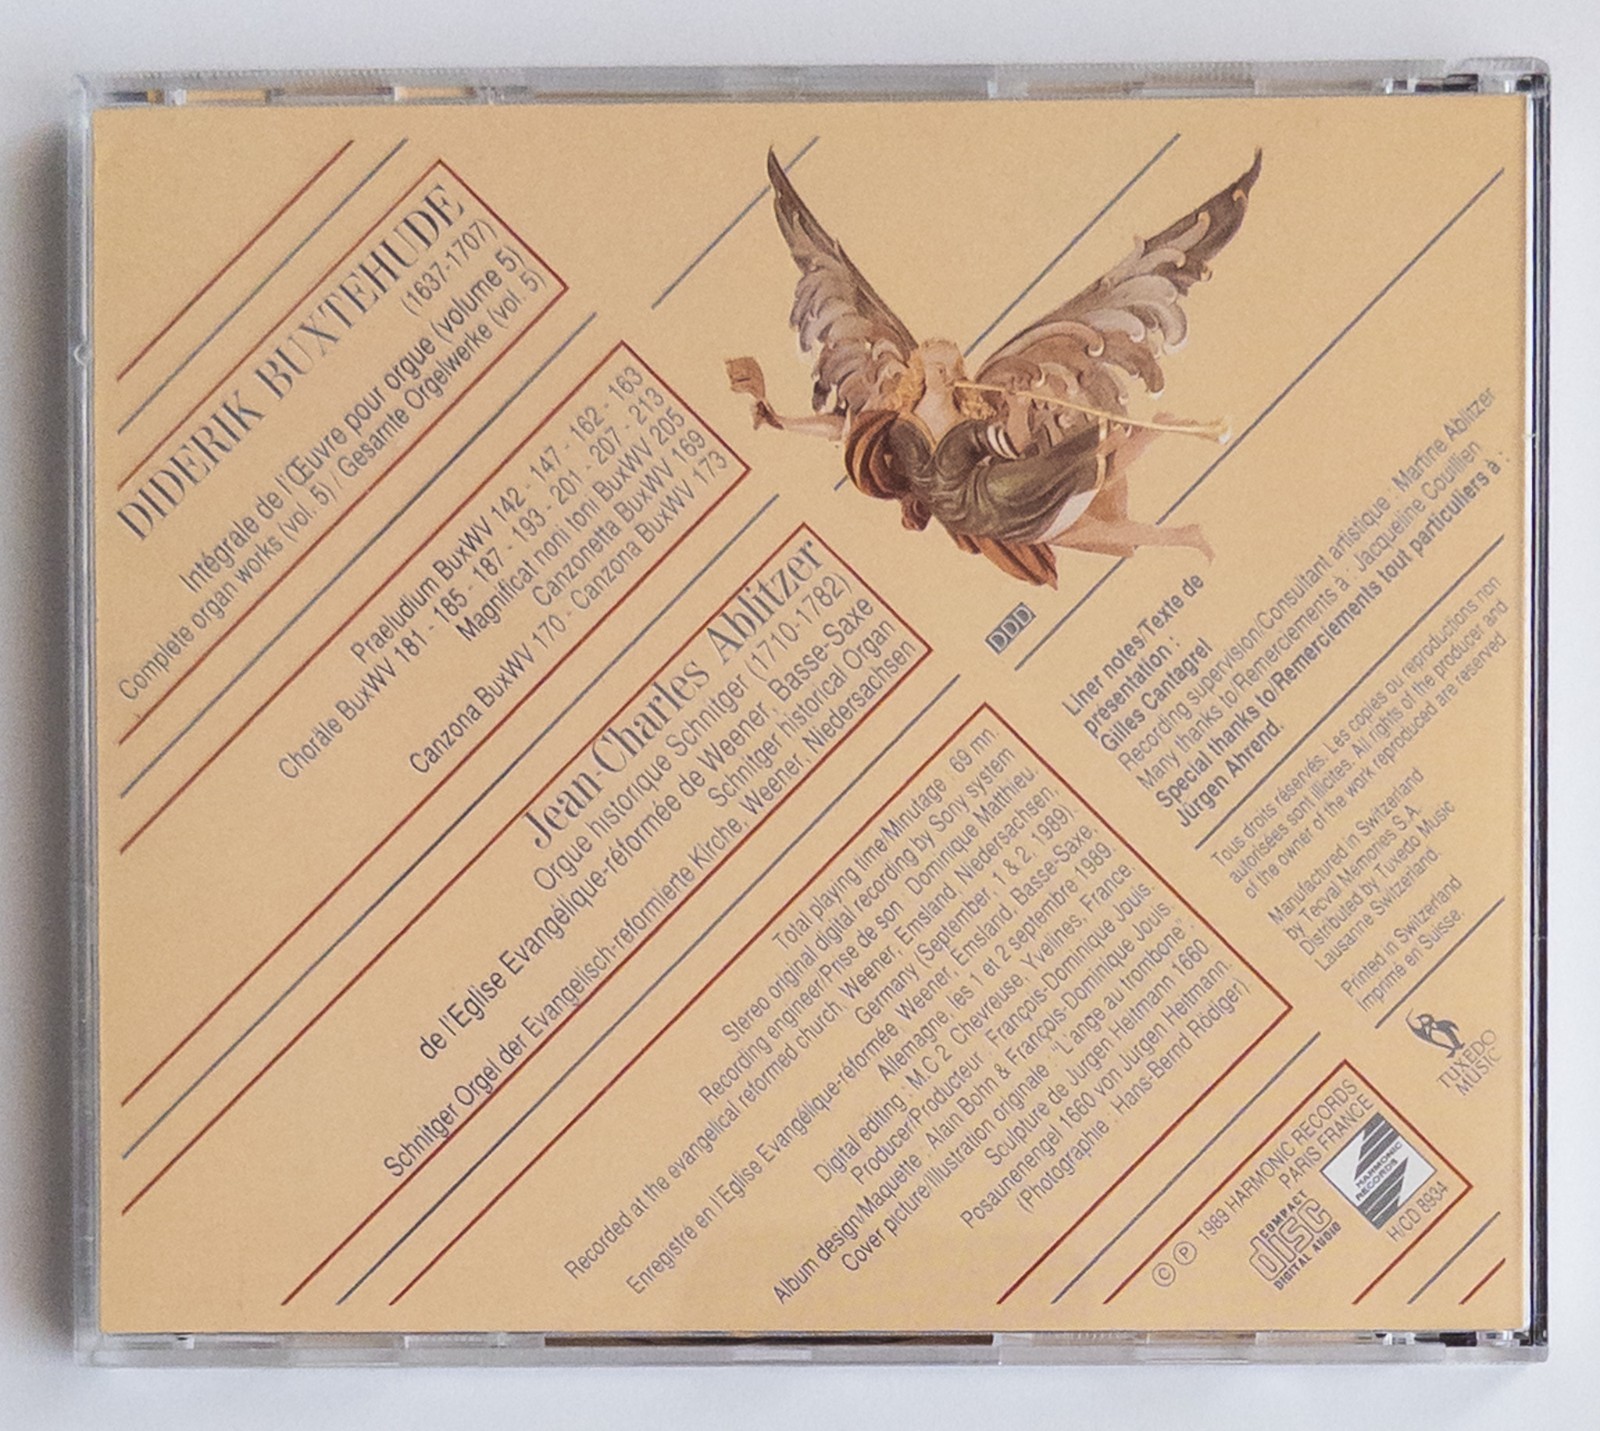 DIDERIK BUXTEHUDE
(1637-1707)
Intégrale de l'Œuvre pour orgue (volume 5)
Complete organ works (vol. 5) / Gesamte Orgelwerke (vol. 5)
Praeludium BuxWV 142 - 147 - 162 - 163
Choräle BuxWV 181 - 185 - 187 - 193 - 201 - 207 - 213
Magnificat noni toni BuxWV 205
Canzonetta BuxWV 169
Canzona BuxWV 170 - Canzona BuxWV 173
Jean-Charles Ablitzer
Orgue historique Schnitger (1710-1782)
de l'Eglise Evangélique-réformée de Weener, Basse-Saxe
Schnitger historical Organ
Schnitger Orgel der Evangelisch-reformierte KIrche, Weener, Niedersachsen
Total playing time/Minutage 69 mn
Stereo original digital recording by Sony system
Recording engineer/Prise de son . Dominique Matthieu.
Recorded at the evangelical reformed church, Weener, Emsland, Niedersachsen,
Germany (September, 1 & 2, 1989).
Enregistré en l'Eglise Evangélique-réformée, Weener, Emsland, Basse-Saxe,
Allemagne, les 1 et 2 septembre 1989.
Digital editing : M.C.2 Chevreuse, Yvelines, France.
Producer/Producteur : François-Dominique Jouis.
Album design/Maquette : Alain Bohn & François-Dominique Jouis.
Cover picture/Illustration originale : "L'ange au trombone".
Sculpture de Jurgen Heitmann 1660
Posaunenengel 1660 von Jurgen Heitmann.
(Photographie : Hans-Bernd Rödiger)
DDD
Liner notes/Texte de
présentation :
Gilles Cantagrel
Recording supervision/Consultant artistique : Martine Ablitzer
Many thanks to/Remerciements à : Jacqueline Couillien
Special thanks to/Remerciements tout particuliers à :
Jürgen Ahrend.
Tous droits réservés. Les copies ou reproductions non
autorisées sont illicites. All rights of the producer and
of the owner of the work reproduced are reserved
Manufactured in Switzerland
by Tecval Memories S.A.
Distributed by Tuxedo Music
Lausanne Switzerland.
Printed in Switzerland
Imprimé en Suisse.
TUXEDO
MUSIC
© ℗ 1989 HARMONIC RECORDS
PARIS FRANCE
COMPACT
disc
DIGITAL AUDIO
HARMONIC
RECORDS
H/CD 8934